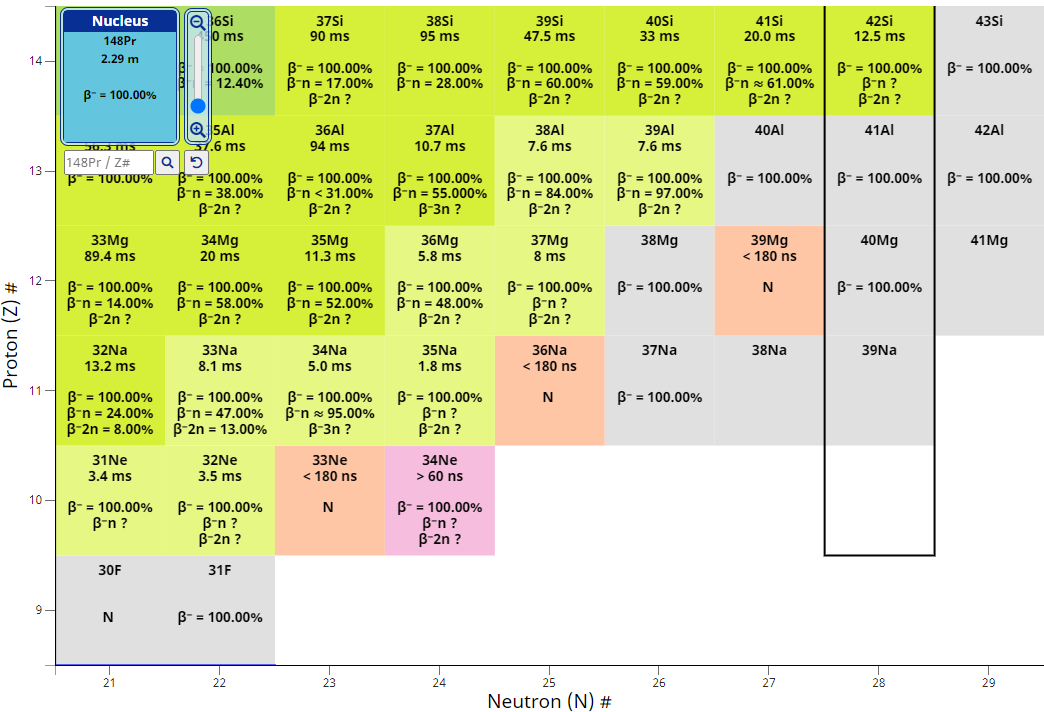 Nucleus
148Pr
2.29 m
β⁻ = 100.00%
148Pr / Z#
14
13
12
11
10
9
Proton (Z) #
37Si
90 ms
β⁻ = 100.00%
β⁻n = 17.00%
β⁻2n ?
38Si
95 ms
β⁻ = 100.00%
β⁻n = 28.00%
39Si
47.5 ms
β⁻ = 100.00%
β⁻n = 60.00%
β⁻2n ?
40Si
33 ms
β⁻ = 100.00%
β⁻n = 59.00%
β⁻2n ?
41Si
20.0 ms
β⁻ = 100.00%
β⁻n ≈ 61.00%
β⁻2n ?
42Si
12.5 ms
β⁻ = 100.00%
β⁻n ?
β⁻2n ?
43Si
β⁻ = 100.00%
β⁻ = 100.00%
β⁻ = 100.00%
β⁻n = 38.00%
β⁻2n ?
36Al
94 ms
β⁻ = 100.00%
β⁻n < 31.00%
β⁻2n ?
37Al
10.7 ms
β⁻ = 100.00%
β⁻n = 55.000%
β⁻3n ?
38Al
7.6 ms
β⁻ = 100.00%
β⁻n = 84.00%
β⁻2n ?
39Al
7.6 ms
β⁻ = 100.00%
β⁻n = 97.00%
β⁻2n ?
40Al
β⁻ = 100.00%
41Al
β⁻ = 100.00%
42Al
β⁻ = 100.00%
33Mg
89.4 ms
β⁻ = 100.00%
β⁻n = 14.00%
β⁻2n ?
34Mg
20 ms
β⁻ = 100.00%
β⁻n = 58.00%
β⁻2n ?
35Mg
11.3 ms
β⁻ = 100.00%
β⁻n = 52.00%
β⁻2n ?
36Mg
5.8 ms
β⁻ = 100.00%
β⁻n = 48.00%
β⁻2n ?
37Mg
8 ms
β⁻ = 100.00%
β⁻n ?
β⁻2n ?
38Mg
β⁻ = 100.00%
39Mg
< 180 ns
N
40Mg
β⁻ = 100.00%
41Mg
32Na
13.2 ms
β⁻ = 100.00%
β⁻n = 24.00%
β⁻2n = 8.00%
33Na
8.1 ms
β⁻ = 100.00%
β⁻n = 47.00%
β⁻2n = 13.00%
34Na
5.0 ms
β⁻ = 100.00%
β⁻n ≈ 95.00%
β⁻3n ?
35Na
1.8 ms
β⁻ = 100.00%
β⁻n ?
β⁻2n ?
36Na
< 180 ns
N
37Na
β⁻ = 100.00%
38Na
39Na
31Ne
3.4 ms
β⁻ = 100.00%
β⁻n ?
32Ne
3.5 ms
β⁻ = 100.00%
β⁻n ?
β⁻2n ?
33Ne
< 180 ns
N
34Ne
> 60 ns
β⁻ = 100.00%
β⁻n ?
β⁻2n ?
30F
N
31F
β⁻ = 100.00%
21
22
23
24
25
26
27
28
29
Neutron (N) #